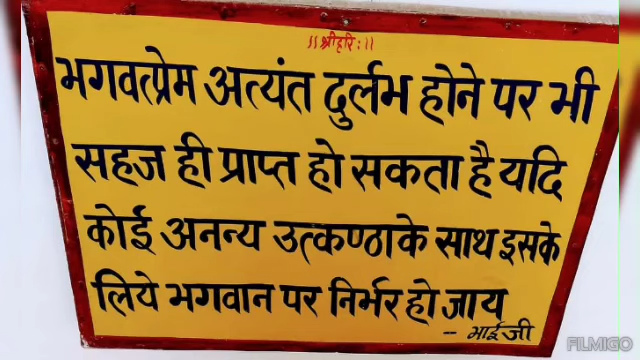 ।।श्रीहरिः।।
भगवत्प्रेम अत्यंत दुर्लभ होने पर भी
सहज ही प्राप्त हो सकता है यदि
कोई अनन्य उत्कण्ठाके साथ इसके
लिये भगवान पर निर्भर हो जाय
-- भाईजी
FILMIGO